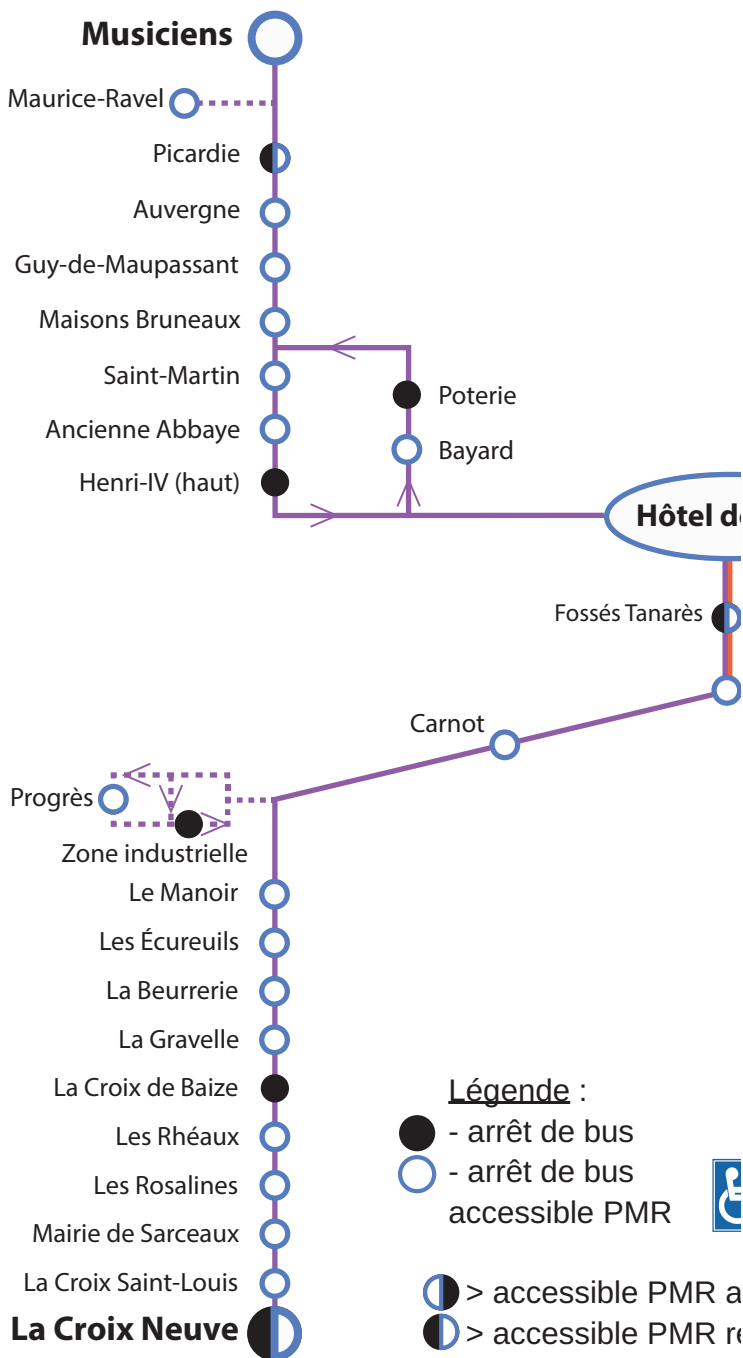 Musiciens
Maurice-Ravel
Picardie
Auvergne
Guy-de-Maupassant
Maisons Bruneaux
Saint-Martin
Ancienne Abbaye
Henri-IV (haut)
Poterie
Bayard
Hôtel de
Fossés Tanarès
Carnot
Progrès
Zone industrielle
Le Manoir
Les Écureuils
La Beurrerie
La Gravelle
La Croix de Baize
Les Rhéaux
Les Rosalines
Mairie de Sarceaux
La Croix Saint-Louis
La Croix Neuve
Légende :
- arrêt de bus
- arrêt de bus
accessible PMR
> accessible PMR a
> accessible PMR re